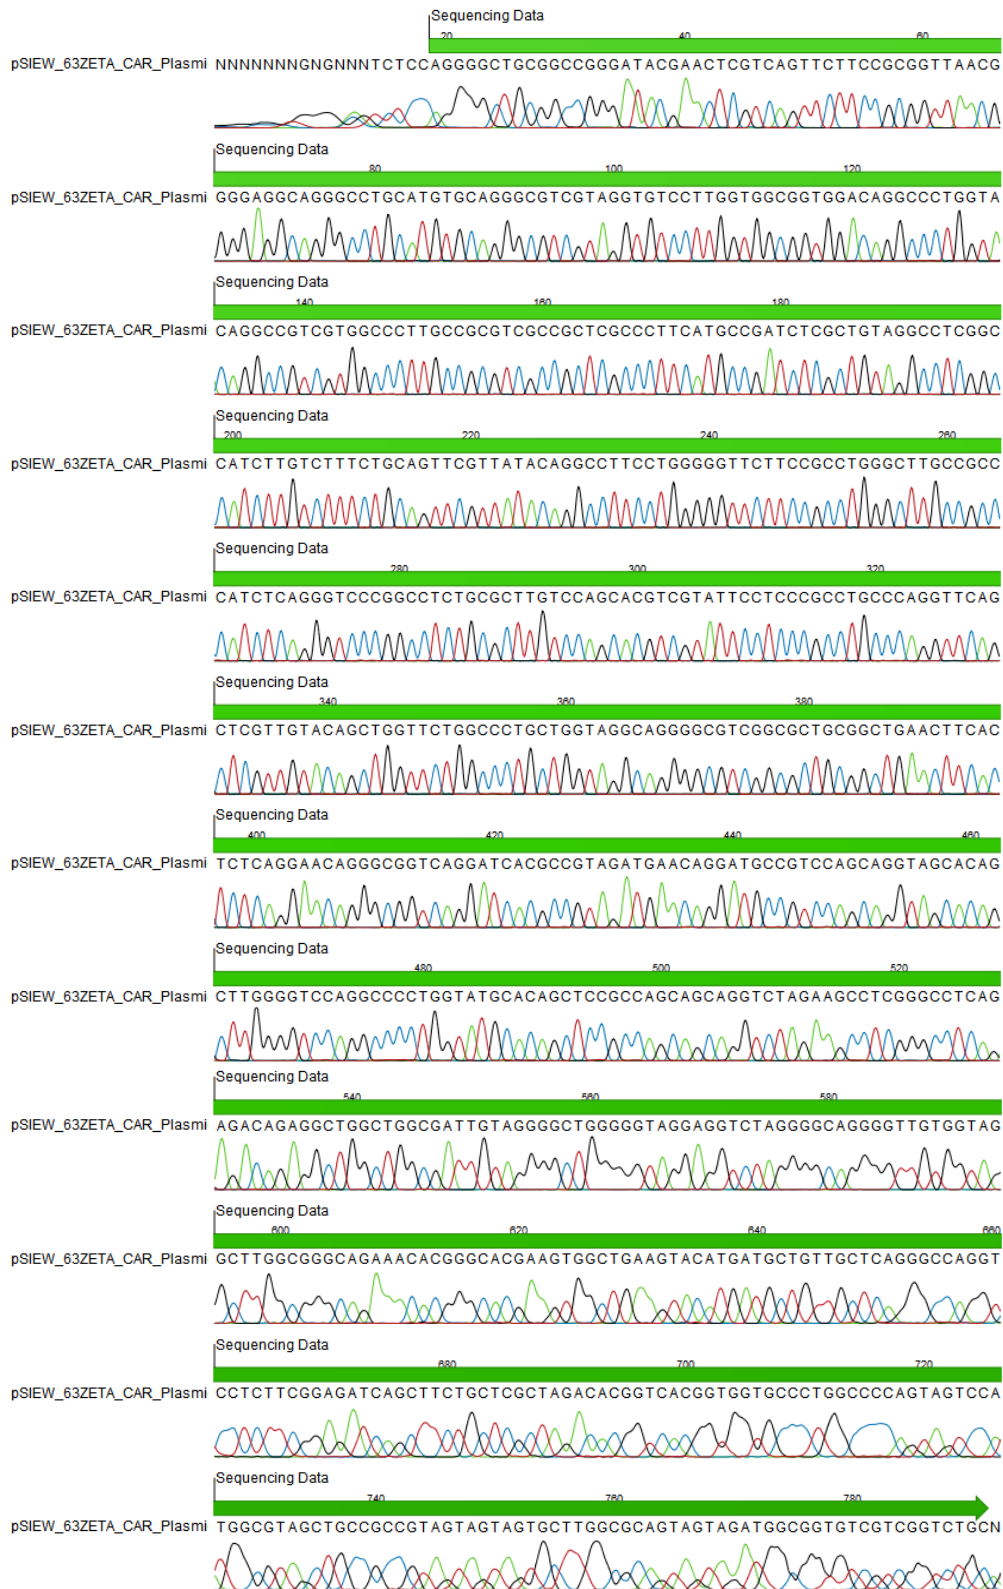 Sequencing Data
20 40 60
pSIEW_63ZETA_CAR_Plasmi NNNNNNNGNGNNNTCTCCAGGGGCTGCGGCCGGGATACGAACTCGTCAGTTCTTCCGCGGTTAACG
Sequencing Data
80 100 120
pSIEW_63ZETA_CAR_Plasmi GGGAGGCAGGGCCTGCATGTGCAGGGCGTCGTAGGTGTCCTTGGTGGCGGTGGACAGGCCCTGGTA
Sequencing Data
140 160 180
pSIEW_63ZETA_CAR_Plasmi CAGGCCGTCGTGGCCCTTGCCGCGTCGCCGCTCGCCCTTCATGCCGATCTCGCTGTAGGCCTCGGC
Sequencing Data
200 220 240 260
pSIEW_63ZETA_CAR_Plasmi CATCTTGTCTTTCTGCAGTTCGTTATACAGGCCTTCCTGGGGGTTCTTCCGCCTGGGCTTGCCGCC
Sequencing Data
280 300 320
pSIEW_63ZETA_CAR_Plasmi CATCTCAGGGTCCCGGCCTCTGCGCTTGTCCAGCACGTCGTATTCCTCCCGCCTGCCCAGGTTCAG
Sequencing Data
340 360 380
pSIEW_63ZETA_CAR_Plasmi CTCGTTGTACAGCTGGTTCTGGCCCTGCTGGTAGGCAGGGGCGTCGGCGCTGCGGCTGAACTTCAC
Sequencing Data
400 420 440 460
pSIEW_63ZETA_CAR_Plasmi TCTCAGGAACAGGGCGGTCAGGATCACGCCGTAGATGAACAGGATGCCGTCCAGCAGGTAGCACAG
Sequencing Data
480 500 520
pSIEW_63ZETA_CAR_Plasmi CTTGGGGTCCAGGCCCCTGGTATGCACAGCTCCGCCAGCAGCAGGTCTAGAAGCCTCGGGCCTCAG
Sequencing Data
540 560 580
pSIEW_63ZETA_CAR_Plasmi AGACAGAGGCTGGCTGGCGATTGTAGGGGCTGGGGGTAGGAGGTCTAGGGGCAGGGGTTGTGGTAG
Sequencing Data
600 620 640 660
pSIEW_63ZETA_CAR_Plasmi GCTTGGCGGGCAGAAACACGGGCACGAAGTGGCTGAAGTACATGATGCTGTTGCTCAGGGCCAGGT
Sequencing Data
680 700 720
pSIEW_63ZETA_CAR_Plasmi CCTCTTCGGAGATCAGCTTCTGCTCGCTAGACACGGTCACGGTGGTGCCCTGGCCCCAGTAGTCCA
Sequencing Data
740 760 780
pSIEW_63ZETA_CAR_Plasmi TGGCGTAGCTGCCGCCGTAGTAGTAGTGCTTGGCGCAGTAGTAGATGGCGGTGTCGTCGGTCTGCN